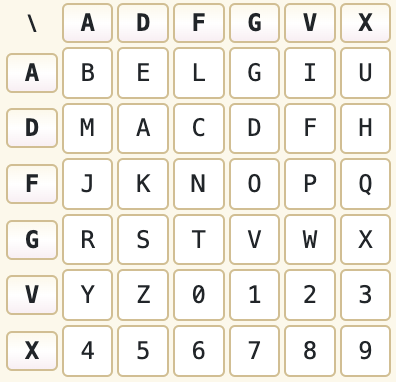 \ A D F G V X
A B E L G I U
D M A C D F H
F J K N O P Q
G R S T V W X
V Y Z 0 1 2 3
X 4 5 6 7 8 9